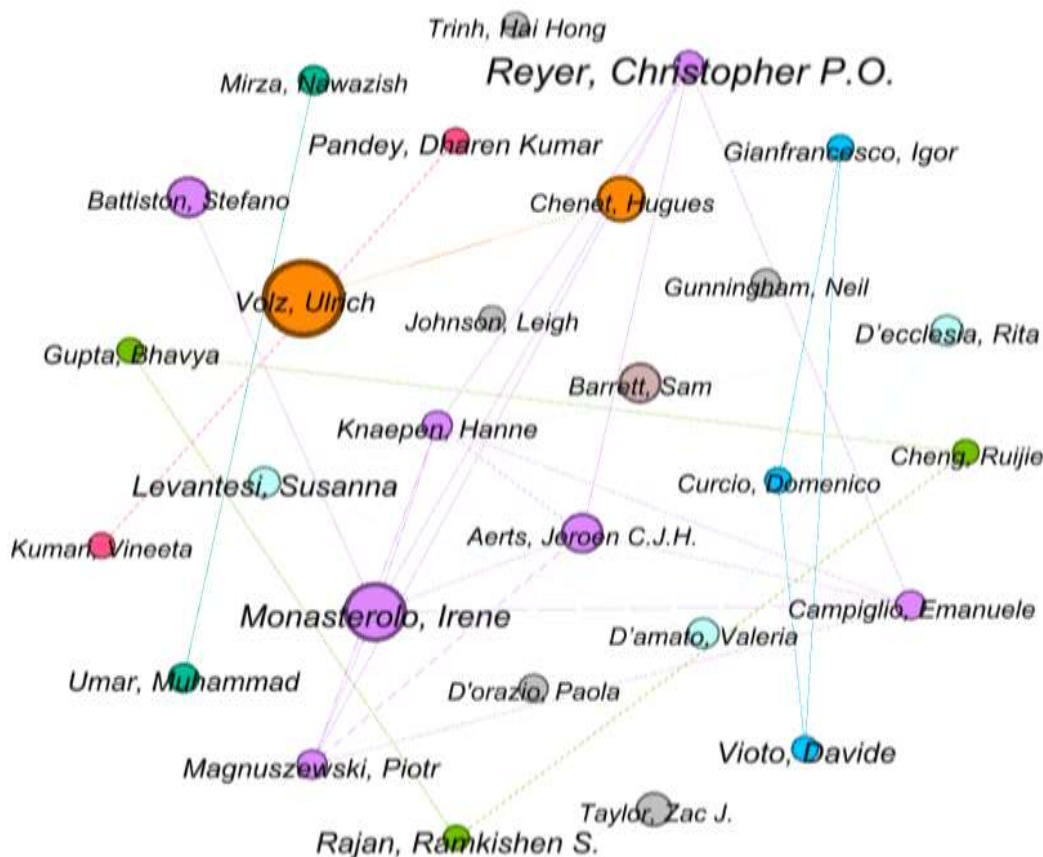 Trinh, Hai Hong
Reyer, Christopher P.O.
Mirza, Nawazish
Pandey, Dharen Kumar
Gianfrancesco, Igor
Battiston, Stefano
Chenet, Hugues
Gunningham, Neil
Volz, Ulrich
Johnson, Leigh
D'ecclesia, Rita
Gupta, Bhavya
Barrett, Sam
Knaepen, Hanne
Cheng, Ruijie
Levantesi, Susanna
Curcio, Domenico
Aerts, Jeroen C.J.H.
Kumari, Vineeta
Monasterolo, Irene
Campiglio, Emanuele
D'amato, Valeria
Umar, Muhammad
D'orazio, Paola
Vioto, Davide
Magnuszewski, Piotr
Taylor, Zac J.
Rajan, Ramkishen S.